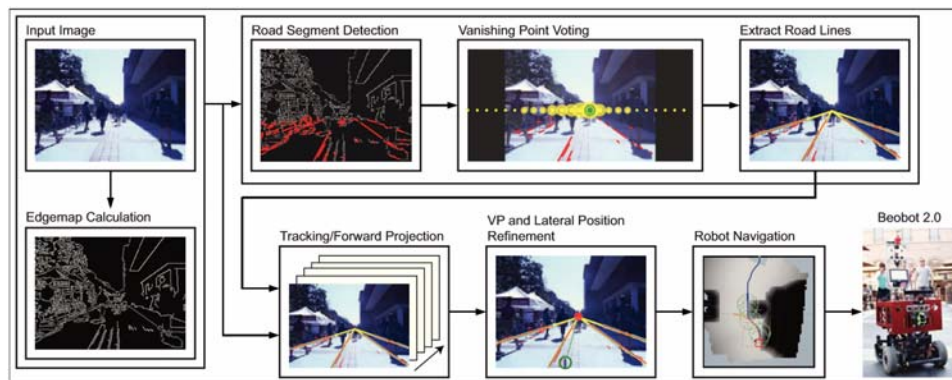 Input Image
Road Segment Detection
Vanishing Point Voting
Extract Road Lines
Edgemap Calculation
Tracking/Forward Projection
VP and Lateral Position
Refinement
Robot Navigation
Beobot 2.0